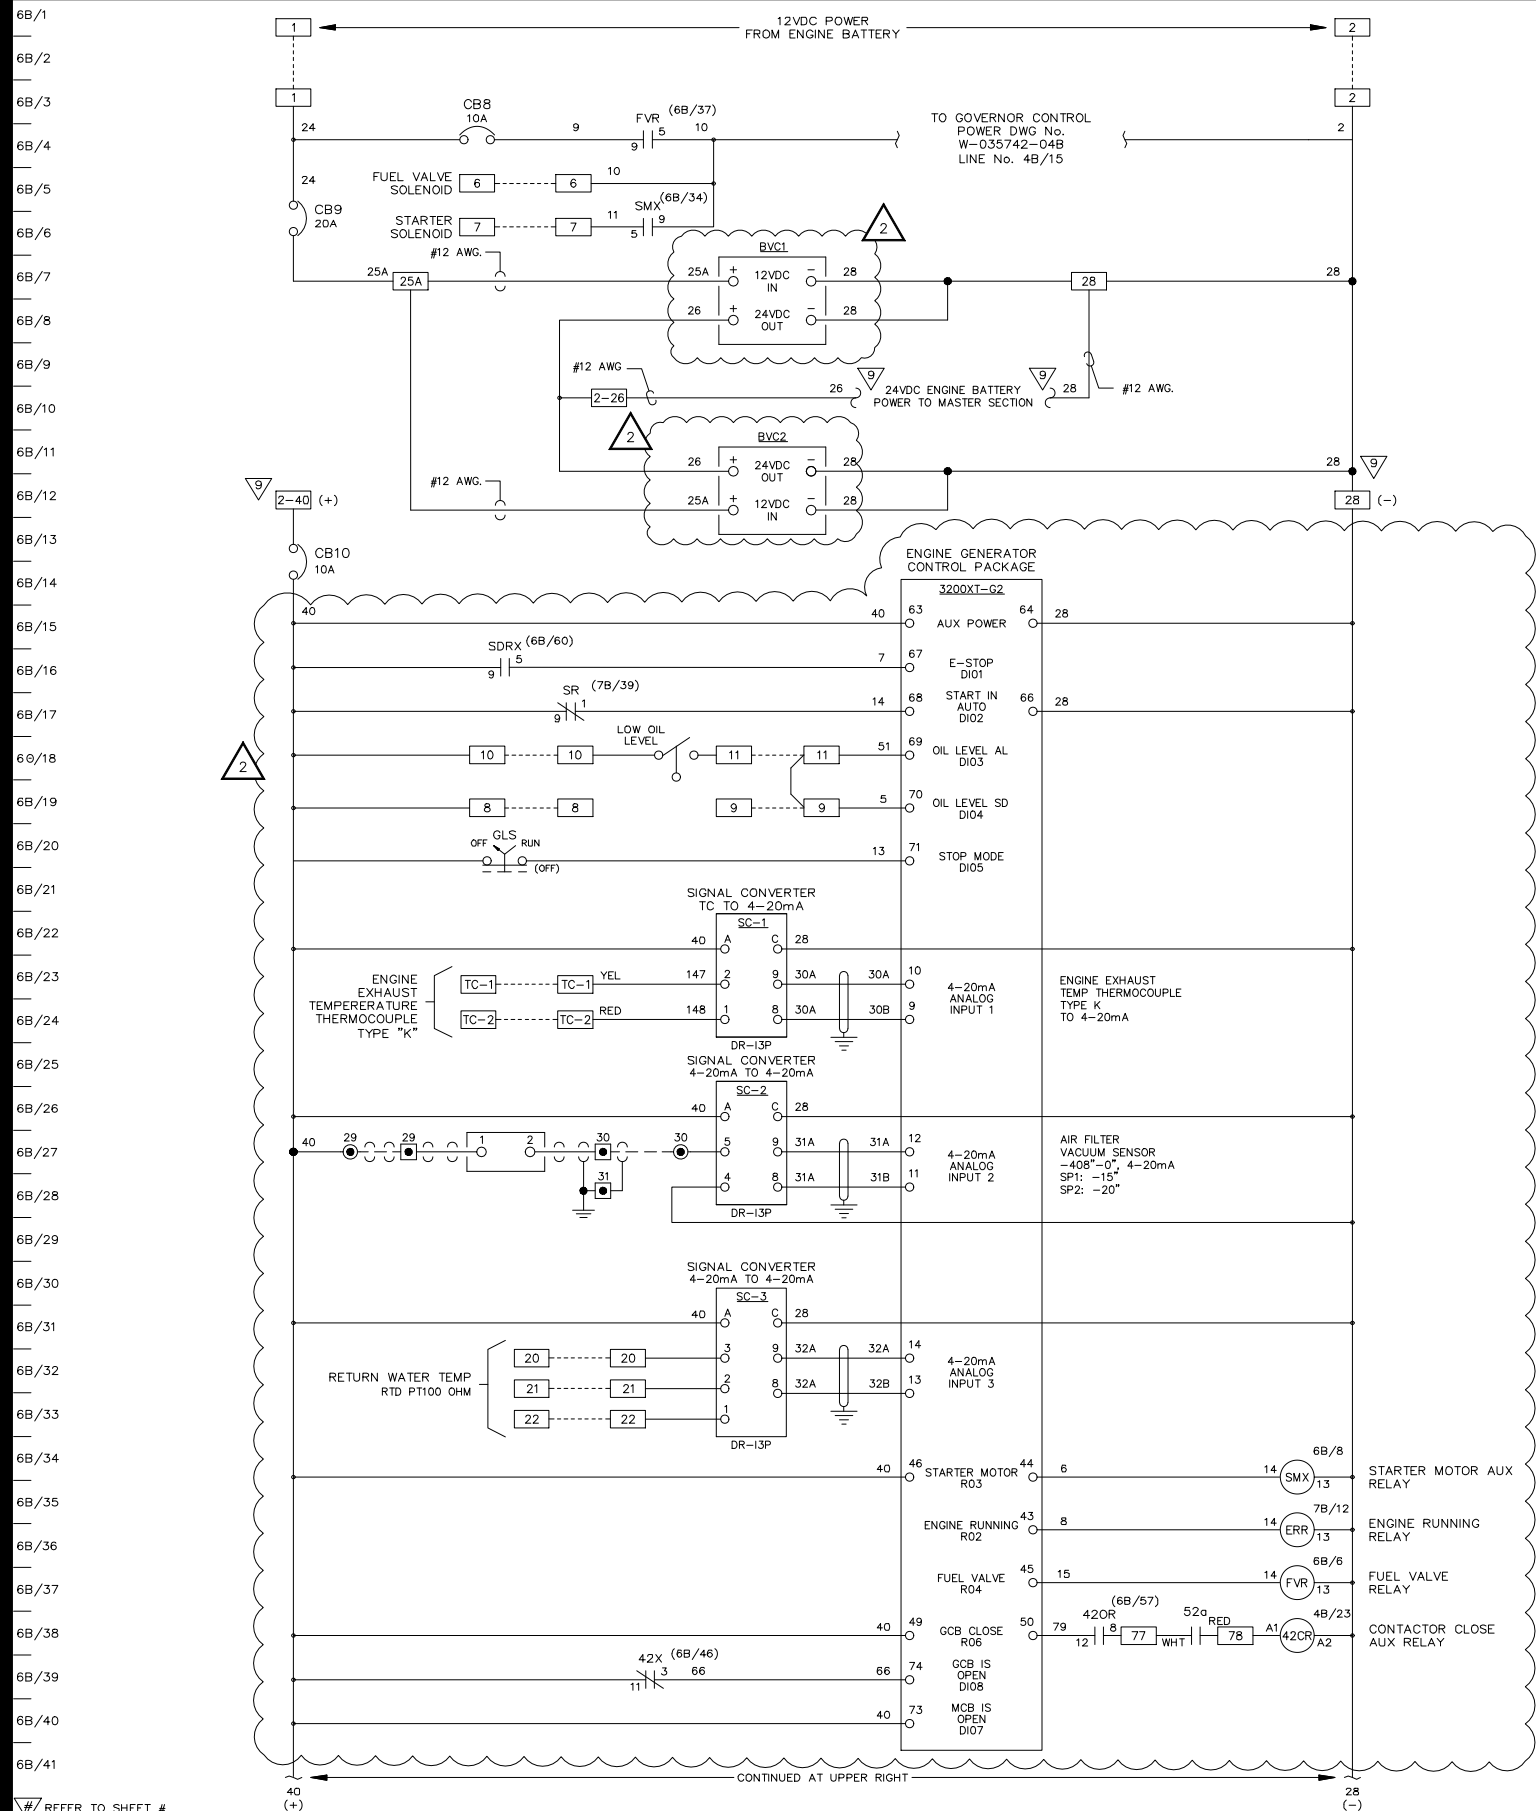 6B/1
1
12VDC POWER
FROM ENGINE BATTERY
2
6B/2
6B/3
1
2
CB8
10A
FVR
(6B/37)
24
9
5
9
10
TO GOVERNOR CONTROL
POWER DWG No.
W-035742-04B
LINE No. 4B/15
2
6B/4
6B/5
24
FUEL VALVE
SOLENOID
6
6
10
6B/6
CB9
20A
STARTER
SOLENOID
7
7
11
SMX
(6B/34)
9
5
2
#12 AWG.
BVC1
6B/7
25A
25A
25A
+
12VDC
IN
-
28
28
28
6B/8
26
+
24VDC
OUT
-
28
6B/9
#12 AWG
9
9
#12 AWG.
6B/10
2-26
26
24VDC ENGINE BATTERY
POWER TO MASTER SECTION
28
6B/11
2
BVC2
26
+
24VDC
OUT
-
28
28
9
6B/12
9
2-40
(+)
#12 AWG.
25A
+
12VDC
IN
-
28
28
(-)
6B/13
CB10
10A
6B/14
ENGINE GENERATOR
CONTROL PACKAGE
3200XT-G2
6B/15
40
40
63
AUX POWER
64
28
6B/16
SDRX
(6B/60)
5
9
7
67
E-STOP
DI01
6B/17
SR
(7B/39)
1
9
14
68
START IN
AUTO
DI02
66
28
6B/18
2
10
10
LOW OIL
LEVEL
11
11
51
69
OIL LEVEL AL
DI03
6B/19
8
8
9
9
5
70
OIL LEVEL SD
DI04
6B/20
GLS
OFF
RUN
(OFF)
13
71
STOP MODE
DI05
6B/21
SIGNAL CONVERTER
TC TO 4-20mA
SC-1
6B/22
40
A
C
28
6B/23
ENGINE
EXHAUST
TEMPERERATURE
THERMOCOUPLE
TYPE "K"
TC-1
TC-1
YEL
147
2
9
30A
30A
10
4-20mA
ANALOG
INPUT 1
ENGINE EXHAUST
TEMP THERMOCOUPLE
TYPE K
TO 4-20mA
6B/24
TC-2
TC-2
RED
148
1
8
30A
30B
9
DR-I3P
6B/25
SIGNAL CONVERTER
4-20mA TO 4-20mA
SC-2
6B/26
40
A
C
28
6B/27
40
29
29
1
2
30
30
5
9
31A
31A
12
4-20mA
ANALOG
INPUT 2
AIR FILTER
VACUUM SENSOR
-408"-0", 4-20mA
SP1: -15"
SP2: -20"
6B/28
31
4
8
31A
31B
11
DR-I3P
6B/29
6B/30
SIGNAL CONVERTER
4-20mA TO 4-20mA
SC-3
6B/31
40
A
C
28
6B/32
RETURN WATER TEMP
RTD PT100 OHM
20
20
3
9
32A
32A
14
4-20mA
ANALOG
INPUT 3
21
21
2
8
32A
32B
13
6B/33
22
22
1
DR-I3P
6B/34
40
46
STARTER MOTOR
R03
44
6
14
SMX
13
6B/8
STARTER MOTOR AUX
RELAY
6B/35
ENGINE RUNNING
R02
43
8
14
ERR
13
7B/12
ENGINE RUNNING
RELAY
6B/36
6B/37
FUEL VALVE
R04
45
15
14
FVR
13
6B/6
FUEL VALVE
RELAY
6B/38
40
49
GCB CLOSE
R06
50
79
42OR
(6B/57)
8
12
77
WHT
52a
RED
78
A1
42CR
A2
4B/23
CONTACTOR CLOSE
AUX RELAY
6B/39
42X
(6B/46)
3
11
66
66
74
GCB IS
OPEN
DI08
6B/40
40
73
MCB IS
OPEN
DI07
6B/41
CONTINUED AT UPPER RIGHT
40
(+)
28
(-)
# REFER TO SHEET #